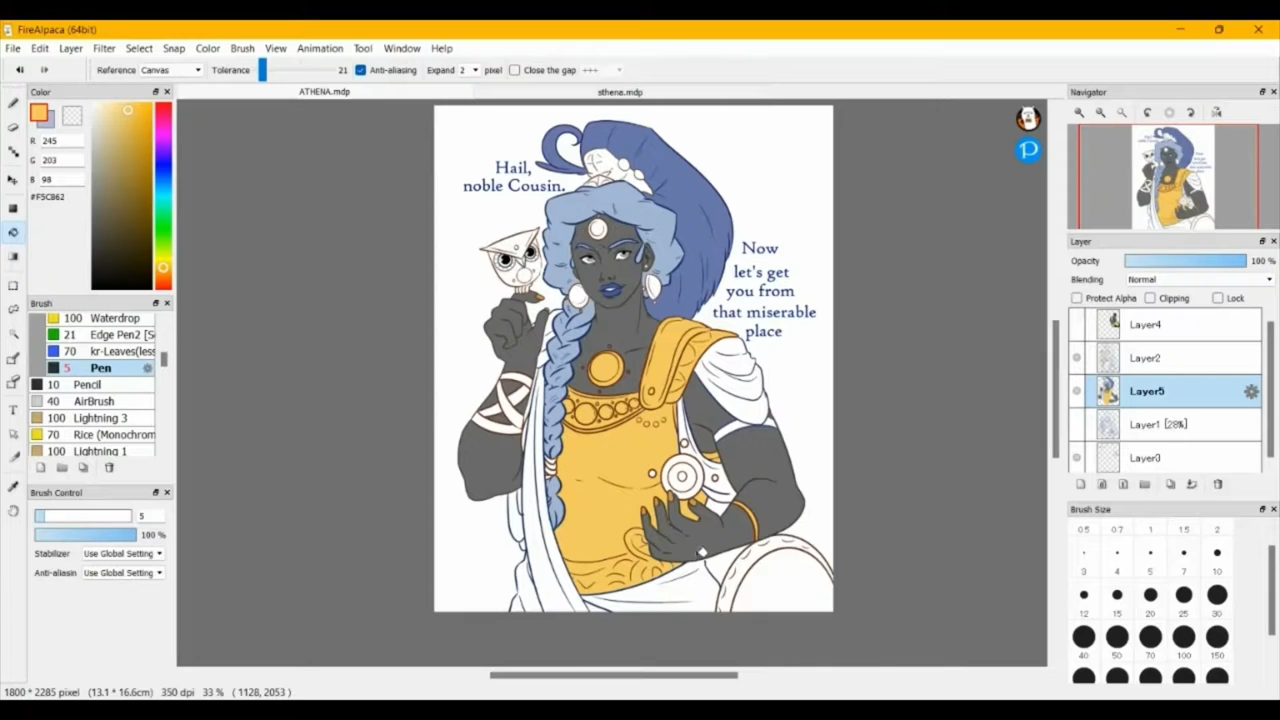 FireAlpaca (64bit)
File Edit Layer Filter Select Snap Color Brush View Animation Tool Window Help
Reference Canvas Tolerance 21 Anti-aliasing Expand 2 pixel Close the gap +++
Color
ATHENA.mdp
sthena.mdp
R 245
G 203
B 98
#F5CB62
Brush
100 Waterdrop
21 Edge Pen2 [S
70 kr-Leaves(less
5 Pen
10 Pencil
40 AirBrush
100 Lightning 3
70 Rice (Monochrom
100 Lightning 1
Brush Control
5
100 %
Stabilizer Use Global Setting
Anti-aliasin Use Global Setting
Hail,
noble Cousin.
Now
let's get
you from
that miserable
place
Navigator
Layer
Opacity 100 %
Blending Normal
Protect Alpha Clipping Lock
Layer4
Layer2
Layer5
Layer1 [28%]
Layer3
Brush Size
0.5 0.7 1 1.5 2
3 4 5 7 10
12 15 20 25 30
40 50 70 100 150
1800 * 2285 pixel (13.1 * 16.6cm) 350 dpi 33 % ( 1128, 2053 )